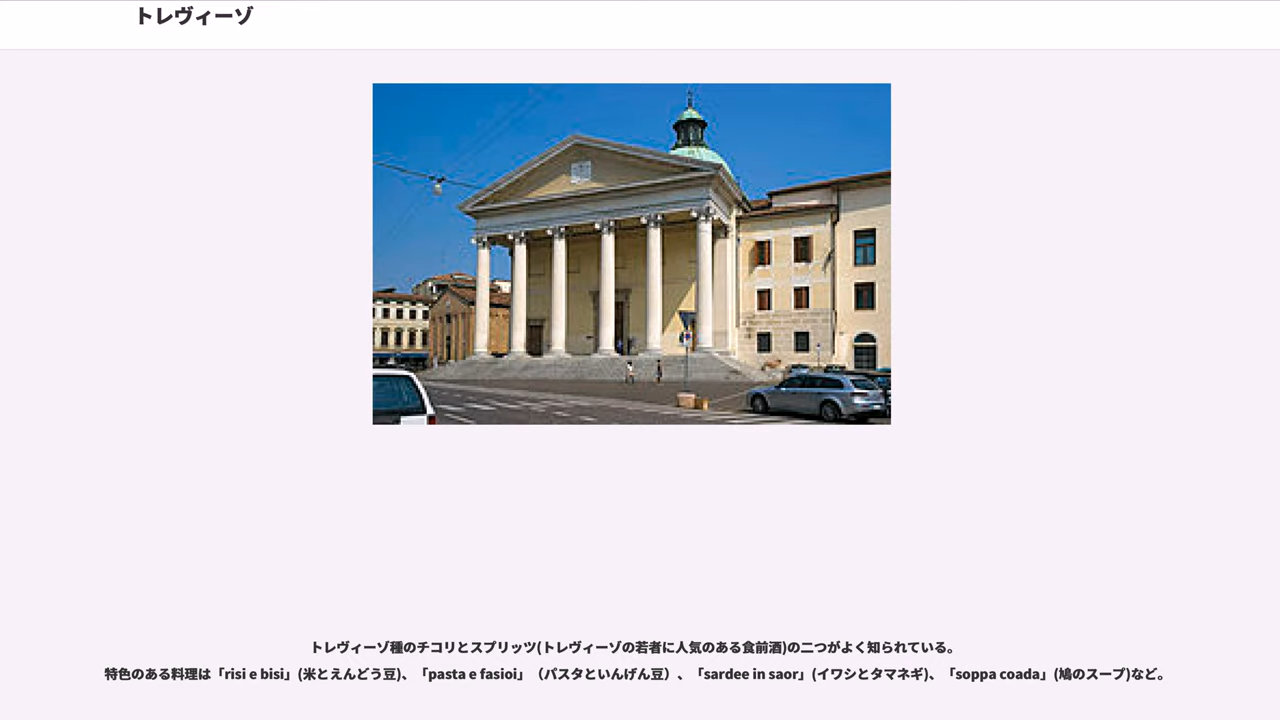 トレヴィーゾ
トレヴィーゾ種のチコリとスプリッツ(トレヴィーゾの若者に人気のある食前酒)の二つがよく知られている。
特色のある料理は「risi e bisi」(米とえんどう豆)、「pasta e fasioi」（パスタといんげん豆）、「sardee in saor」(イワシとタマネギ)、「soppa coada」(鳩のスープ)など。